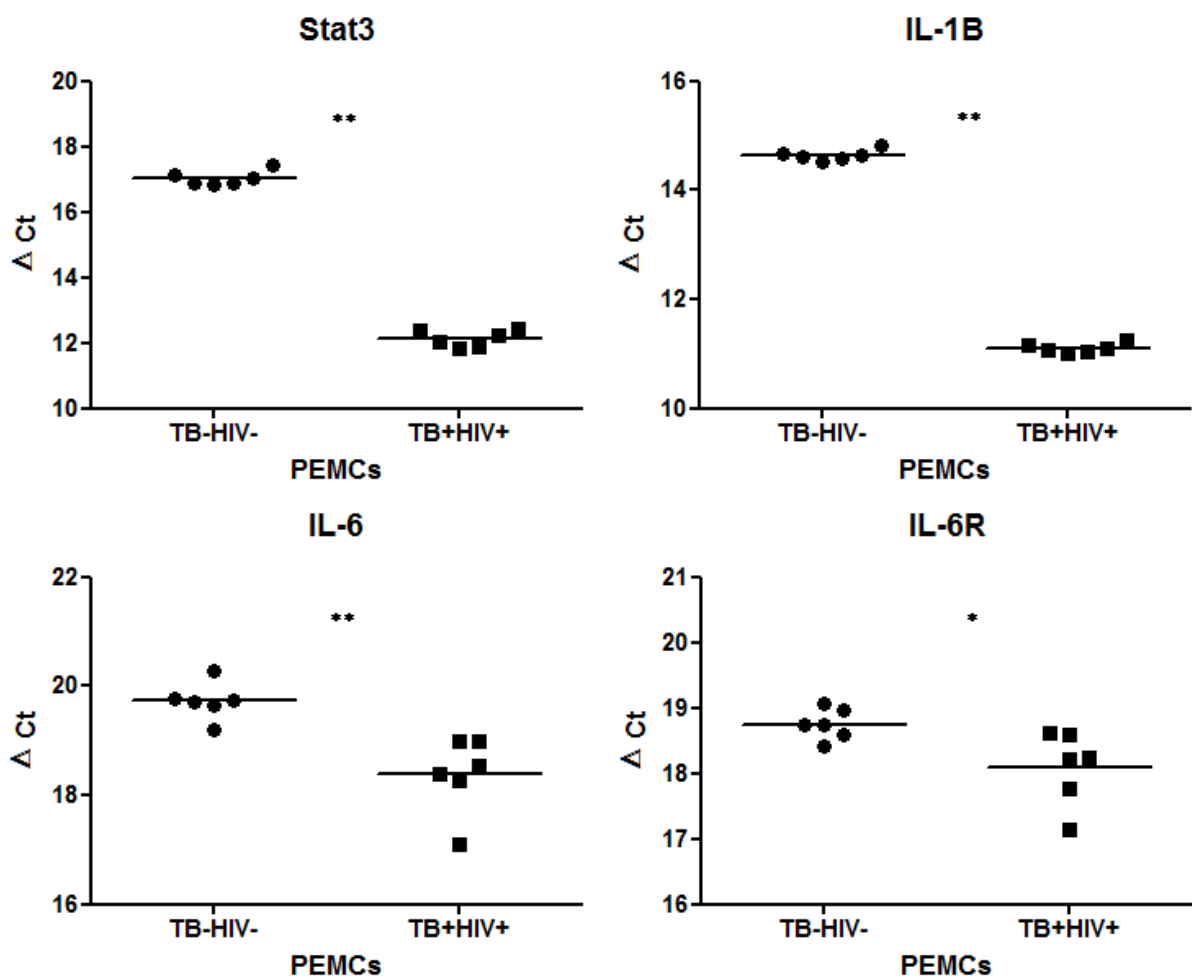 Stat3
20
18
16
14
12
10
Δ Ct
**
TB-HIV-
TB+HIV+
PEMCs
IL-1B
16
14
12
10
Δ Ct
**
TB-HIV-
TB+HIV+
PEMCs
IL-6
22
20
18
16
Δ Ct
**
TB-HIV-
TB+HIV+
PEMCs
IL-6R
21
20
19
18
17
16
Δ Ct
*
TB-HIV-
TB+HIV+
PEMCs